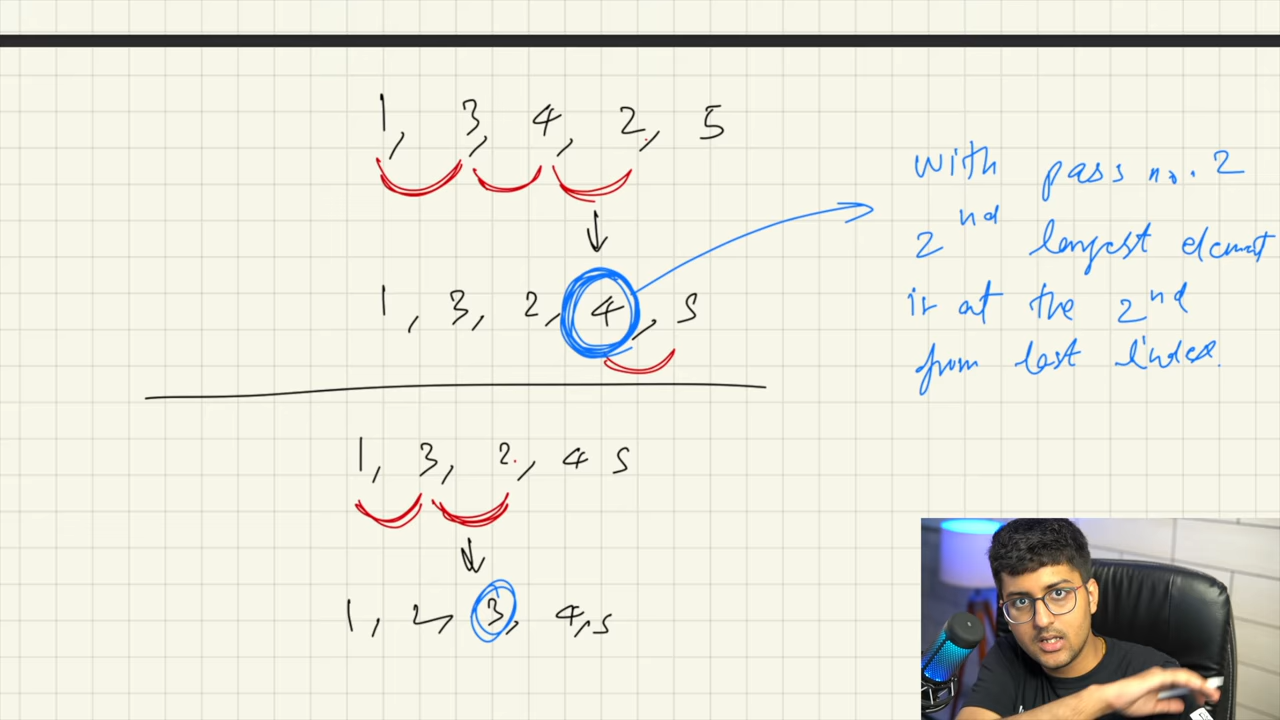 1, 3, 4, 2, 5
1, 3, 2, 4, 5
with pass no. 2
2nd largest element
is at the 2nd
from last index.
1, 3, 2, 4 5
1, 2, 3, 4, 5